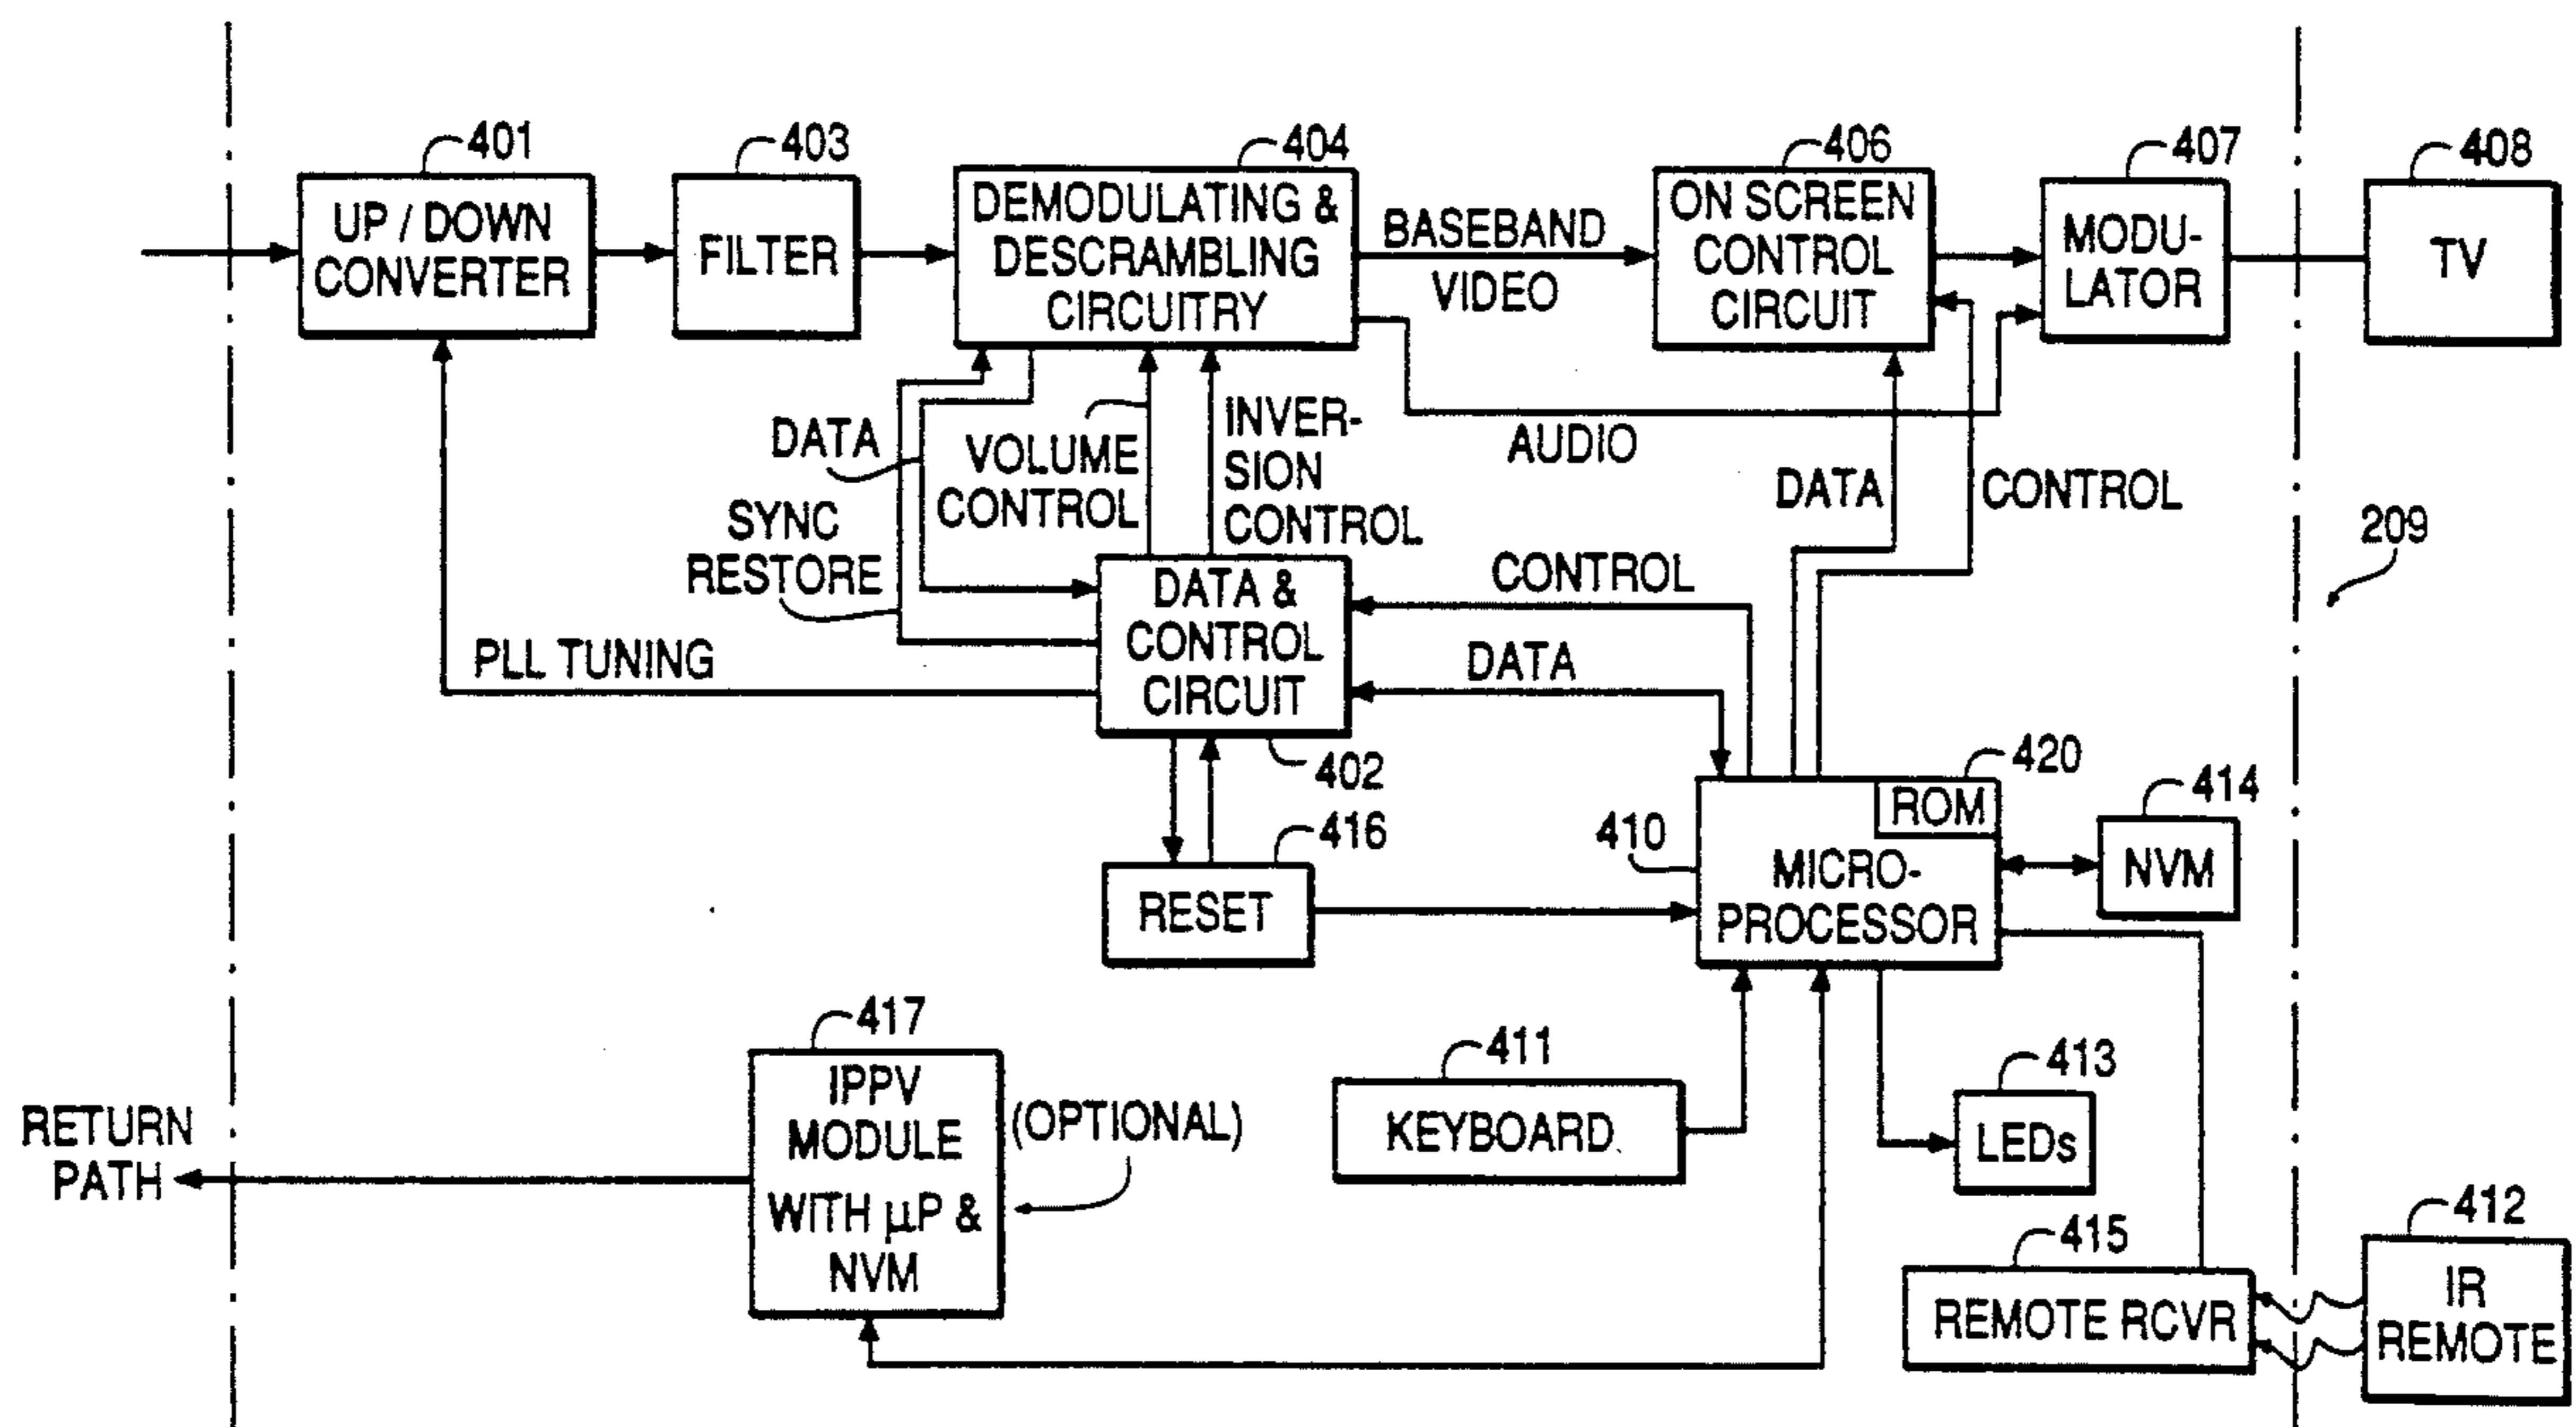 401
403
404
406
407
408
UP / DOWN
CONVERTER
FILTER
DEMODULATING &
DESCRAMBLING
CIRCUITRY
BASEBAND
VIDEO
ON SCREEN
CONTROL
CIRCUIT
MODU-
LATOR
TV
DATA
VOLUME
CONTROL
INVER-
SION
CONTROL
AUDIO
DATA
CONTROL
SYNC
RESTORE
209
PLL TUNING
DATA &
CONTROL
CIRCUIT
CONTROL
DATA
402
420
414
ROM
416
410
MICRO-
PROCESSOR
NVM
RESET
417
411
413
IPPV
MODULE
WITH μP &
NVM
(OPTIONAL)
KEYBOARD
LEDs
RETURN
PATH
415
412
REMOTE RCVR
IR
REMOTE